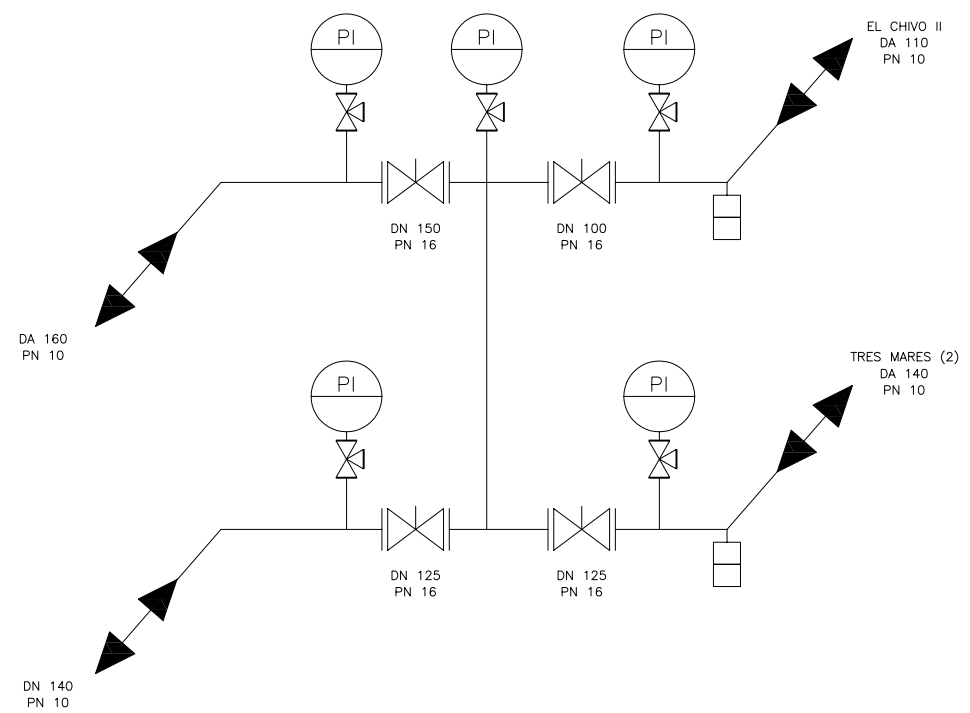 PI
PI
PI
EL CHIVO II
DA 110
PN 10
DN 150
PN 16
DN 100
PN 16
DA 160
PN 10
TRES MARES (2)
DA 140
PN 10
PI
PI
DN 125
PN 16
DN 125
PN 16
DN 140
PN 10